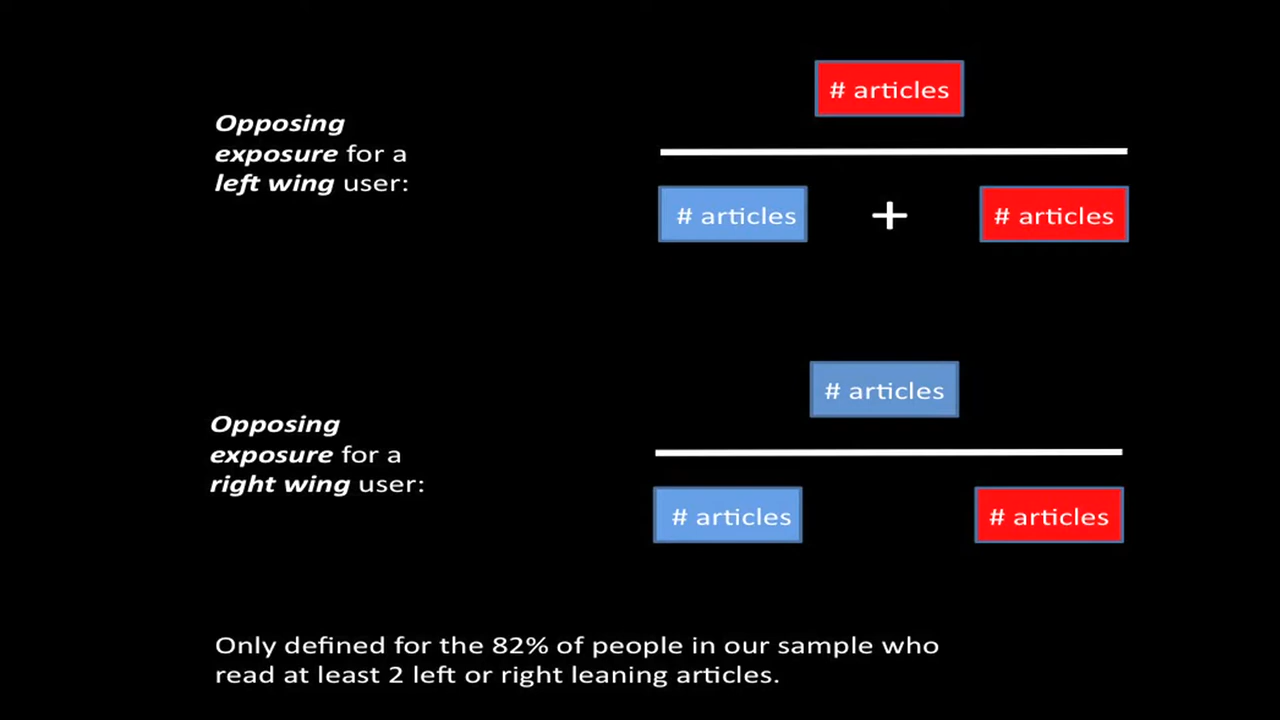 # articles
Opposing
exposure for a
left wing user:
# articles + # articles
# articles
Opposing
exposure for a
right wing user:
# articles # articles
Only defined for the 82% of people in our sample who
read at least 2 left or right leaning articles.